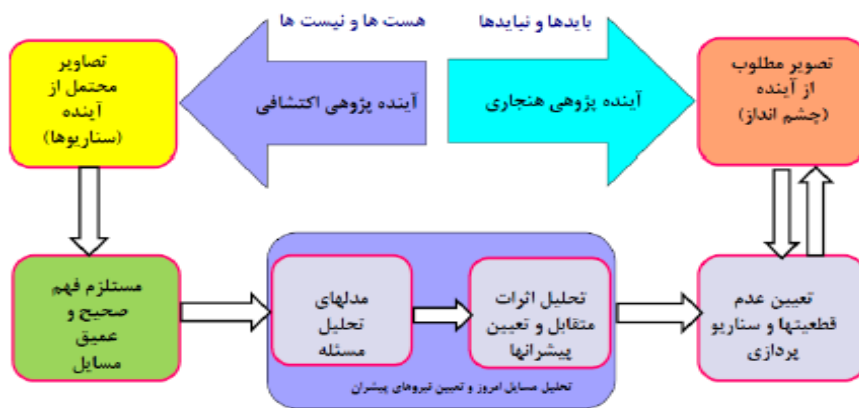 بایدها و نبایدها
هست ها و نیست ها
تصویر مطلوب
از آینده
(چشم انداز)
آینده پژوهی هنجاری
آینده پژوهی اکتشافی
تصاویر
محتمل از
آینده
(سناریوها)
مستلزم فهم
صحیح و
عمیق
مسایل
مدلهای
تحلیل
مسئله
تحلیل اثرات
متقابل و تعیین
پیشرانها
تعیین عدم
قطعیتها و سناریو
پردازی
تحلیل مسایل امروز و تعیین نیروهای پیشران